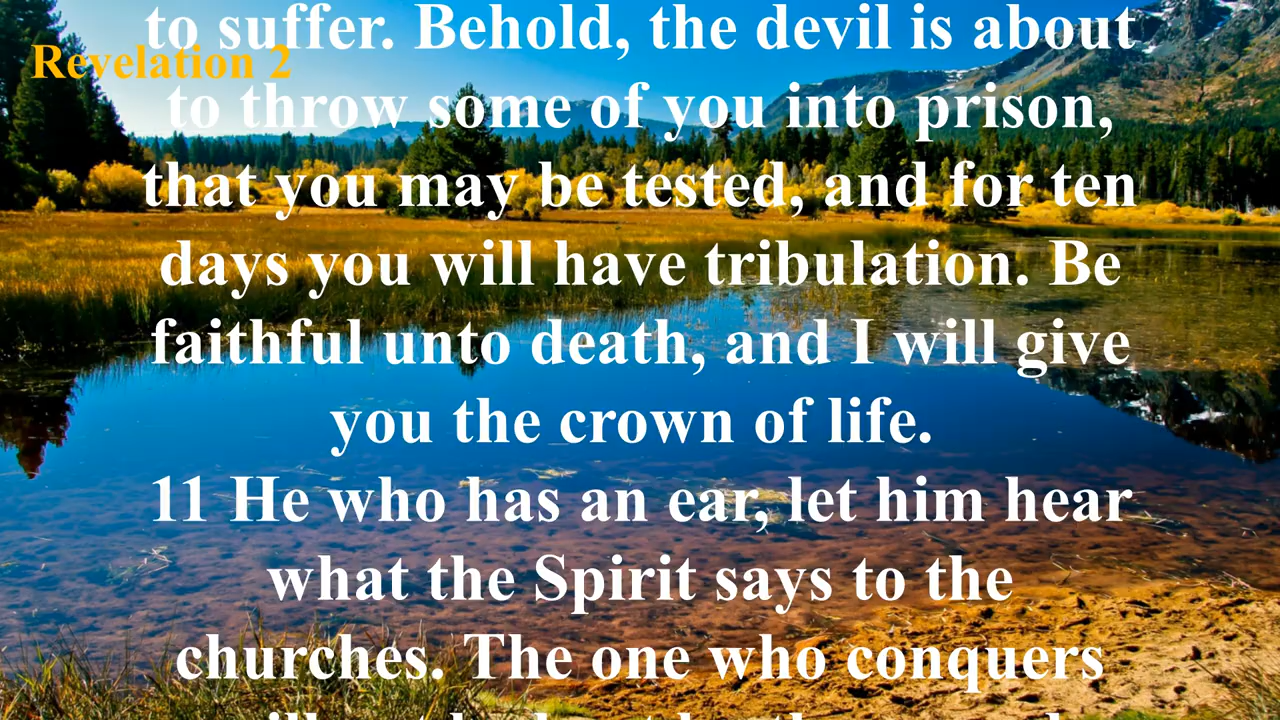 to suffer. Behold, the devil is about
Revelation 2
to throw some of you into prison,
that you may be tested, and for ten
days you will have tribulation. Be
faithful unto death, and I will give
you the crown of life.
11 He who has an ear, let him hear
what the Spirit says to the
churches. The one who conquers